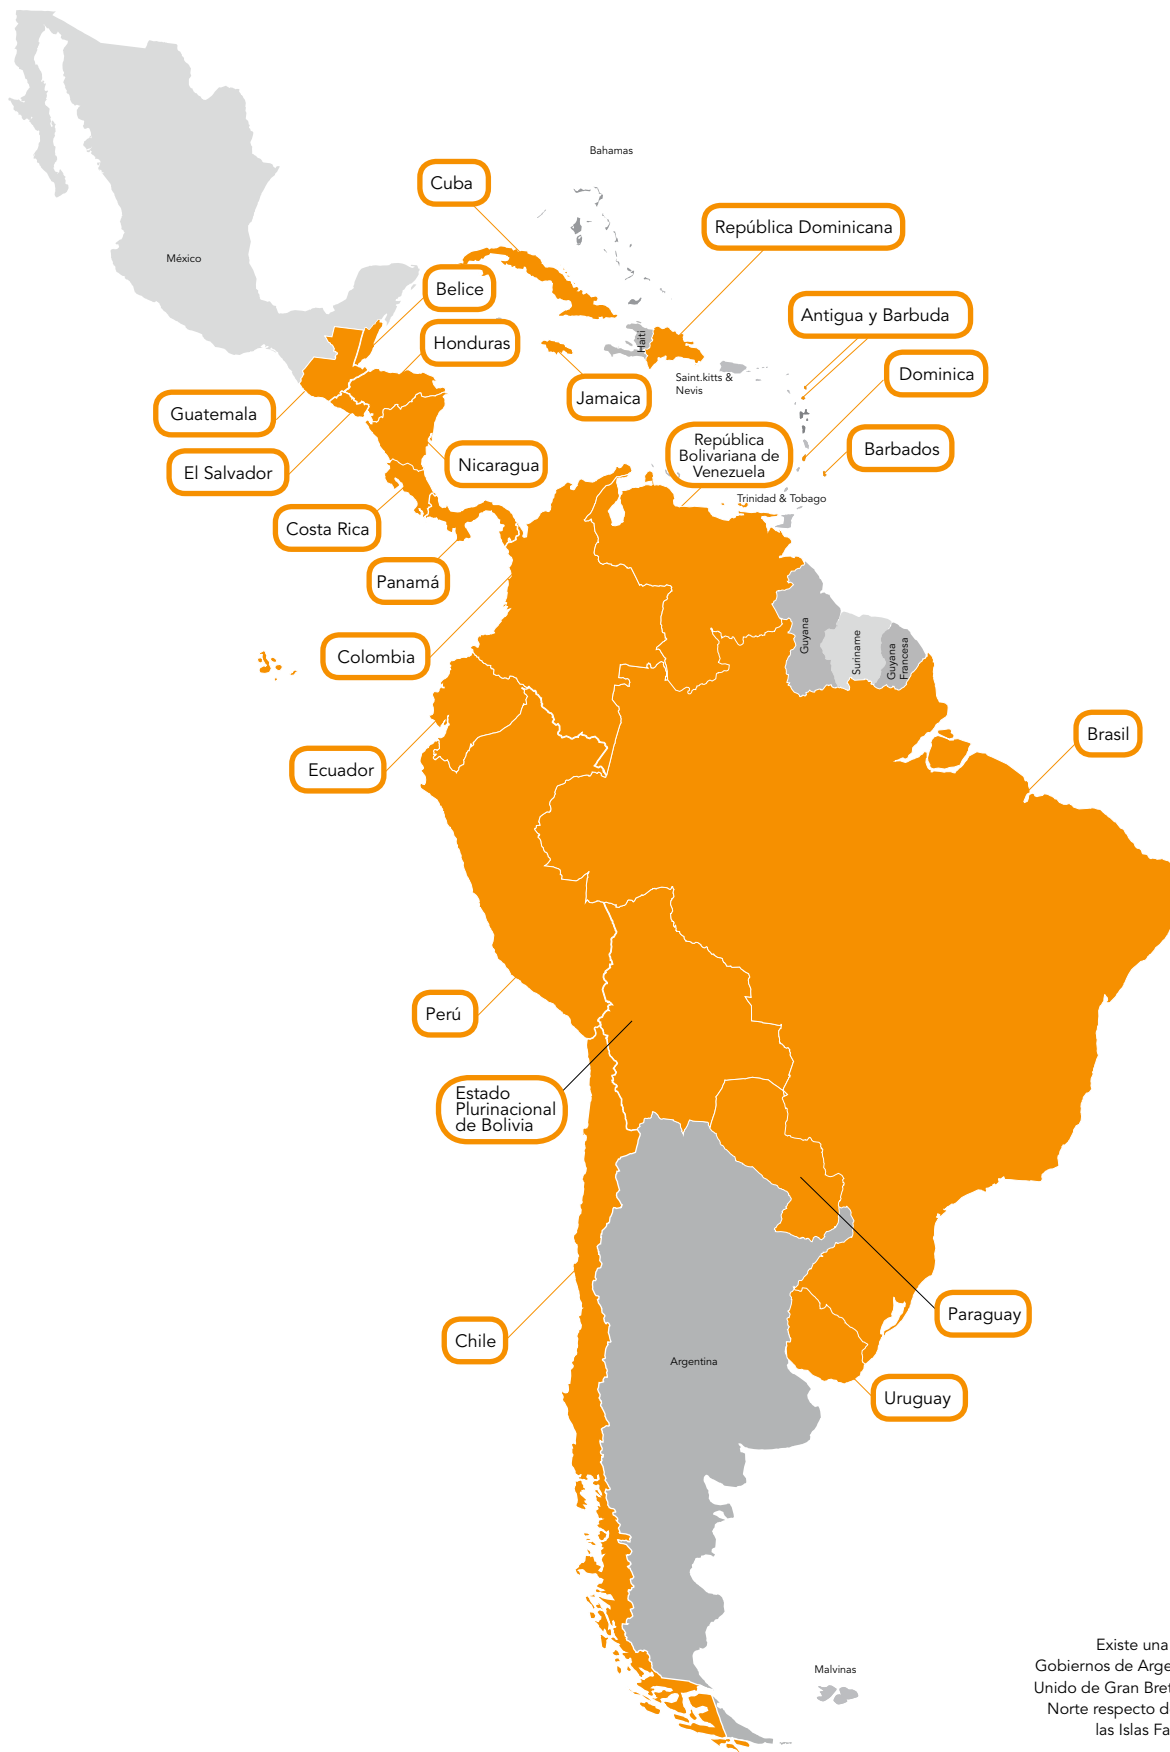 Bahamas
Cuba
República Dominicana
México
Belice
Antigua y Barbuda
Honduras
Haití
Dominica
Saint.kitts &
Nevis
Jamaica
Guatemala
República
Bolivariana de
Venezuela
Barbados
El Salvador
Nicaragua
Trinidad & Tobago
Costa Rica
Panamá
Guyana
Suriname
Guyana
Francesa
Colombia
Brasil
Ecuador
Perú
Estado
Plurinacional
de Bolivia
Paraguay
Chile
Argentina
Uruguay
Malvinas
Existe una
Gobiernos de Arge
Unido de Gran Bret
Norte respecto d
las Islas Fa